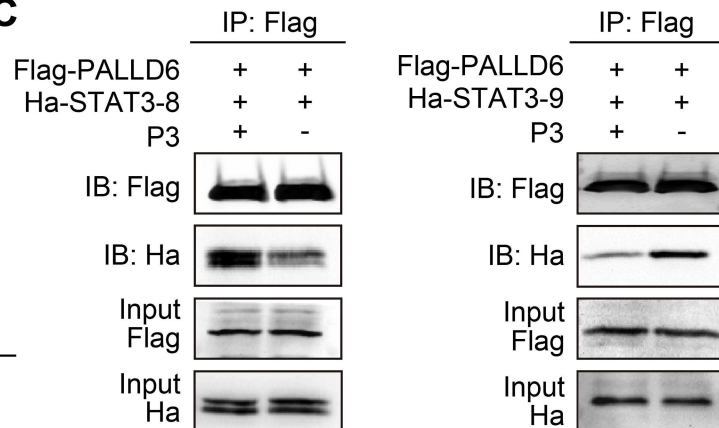 C
IP: Flag
Flag-PALLD6 + +
Ha-STAT3-8 + +
P3 + -
IB: Flag
IB: Ha
Input
Flag
Input
Ha
IP: Flag
Flag-PALLD6 + +
Ha-STAT3-9 + +
P3 + -
IB: Flag
IB: Ha
Input
Flag
Input
Ha